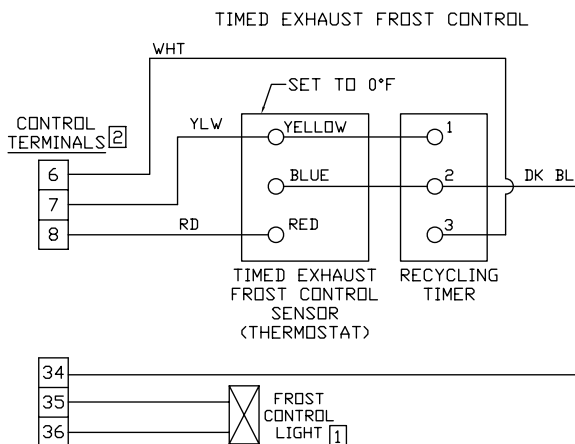 TIMED EXHAUST FROST CONTROL
WHT
SET TO 0°F
CONTROL
TERMINALS 2
YLW
YELLOW
1
6
BLUE
2
DK BL
7
8
RD
RED
3
TIMED EXHAUST
FROST CONTROL
SENSOR
(THERMOSTAT)
RECYCLING
TIMER
34
35
36
FROST
CONTROL
LIGHT 1